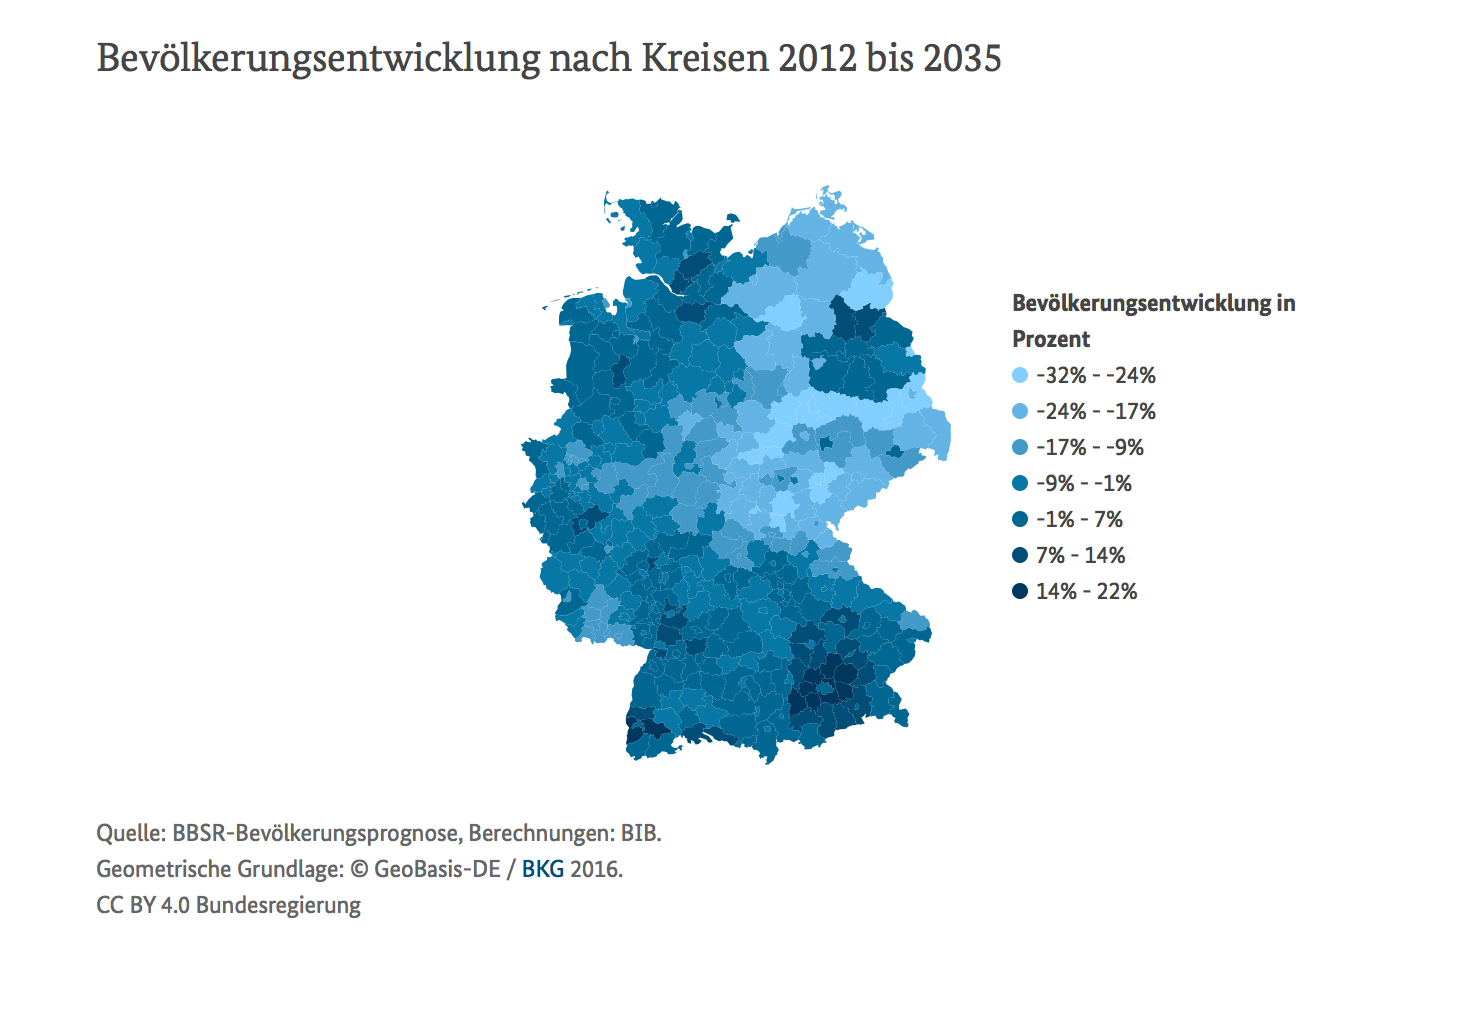 Bevölkerungsentwicklung nach Kreisen 2012 bis 2035
Bevölkerungsentwicklung in
Prozent
-32% - -24%
-24% - -17%
-17% - -9%
-9% - -1%
-1% - 7%
7% - 14%
14% - 22%
Quelle: BBSR-Bevölkerungsprognose, Berechnungen: BIB.
Geometrische Grundlage: © GeoBasis-DE / BKG 2016.
CC BY 4.0 Bundesregierung